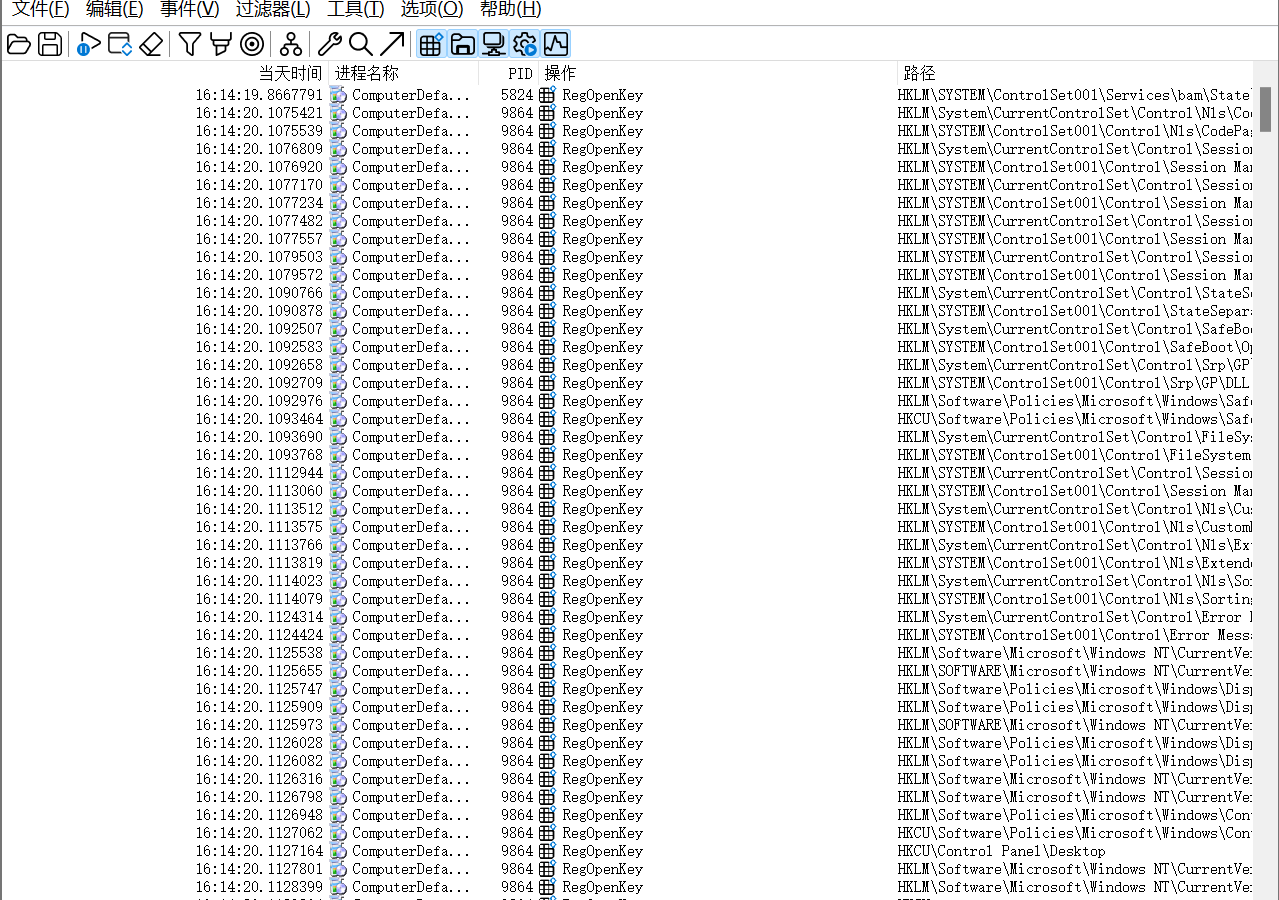 文件(F) 编辑(E) 事件(V) 过滤器(L) 工具(T) 选项(O) 帮助(H)
当天时间 进程名称 PID 操作 路径
16:14:19.8667791 ComputerDefa... 5824 RegOpenKey HKLM\SYSTEM\ControlSet001\Services\bam\State
16:14:20.1075421 ComputerDefa... 9864 RegOpenKey HKLM\System\CurrentControlSet\Control\Nls\Co
16:14:20.1075539 ComputerDefa... 9864 RegOpenKey HKLM\SYSTEM\ControlSet001\Control\Nls\CodePa
16:14:20.1076809 ComputerDefa... 9864 RegOpenKey HKLM\System\CurrentControlSet\Control\Session
16:14:20.1076920 ComputerDefa... 9864 RegOpenKey HKLM\SYSTEM\ControlSet001\Control\Session Ma
16:14:20.1077170 ComputerDefa... 9864 RegOpenKey HKLM\SYSTEM\CurrentControlSet\Control\Session
16:14:20.1077234 ComputerDefa... 9864 RegOpenKey HKLM\SYSTEM\ControlSet001\Control\Session Ma
16:14:20.1077482 ComputerDefa... 9864 RegOpenKey HKLM\SYSTEM\CurrentControlSet\Control\Session
16:14:20.1077557 ComputerDefa... 9864 RegOpenKey HKLM\SYSTEM\ControlSet001\Control\Session Ma
16:14:20.1079503 ComputerDefa... 9864 RegOpenKey HKLM\SYSTEM\CurrentControlSet\Control\Session
16:14:20.1079572 ComputerDefa... 9864 RegOpenKey HKLM\SYSTEM\ControlSet001\Control\Session Ma
16:14:20.1090766 ComputerDefa... 9864 RegOpenKey HKLM\System\CurrentControlSet\Control\StateSe
16:14:20.1090878 ComputerDefa... 9864 RegOpenKey HKLM\SYSTEM\ControlSet001\Control\StateSepar
16:14:20.1092507 ComputerDefa... 9864 RegOpenKey HKLM\System\CurrentControlSet\Control\SafeBo
16:14:20.1092583 ComputerDefa... 9864 RegOpenKey HKLM\SYSTEM\ControlSet001\Control\SafeBoot\Op
16:14:20.1092658 ComputerDefa... 9864 RegOpenKey HKLM\System\CurrentControlSet\Control\Srp\GP
16:14:20.1092709 ComputerDefa... 9864 RegOpenKey HKLM\SYSTEM\ControlSet001\Control\Srp\GP\DLL
16:14:20.1092976 ComputerDefa... 9864 RegOpenKey HKLM\Software\Policies\Microsoft\Windows\Saf
16:14:20.1093464 ComputerDefa... 9864 RegOpenKey HKCU\Software\Policies\Microsoft\Windows\Saf
16:14:20.1093690 ComputerDefa... 9864 RegOpenKey HKLM\System\CurrentControlSet\Control\FileSy
16:14:20.1093768 ComputerDefa... 9864 RegOpenKey HKLM\SYSTEM\ControlSet001\Control\FileSystem
16:14:20.1112944 ComputerDefa... 9864 RegOpenKey HKLM\SYSTEM\CurrentControlSet\Control\Session
16:14:20.1113060 ComputerDefa... 9864 RegOpenKey HKLM\SYSTEM\ControlSet001\Control\Session Ma
16:14:20.1113512 ComputerDefa... 9864 RegOpenKey HKLM\System\CurrentControlSet\Control\Nls\Cu
16:14:20.1113575 ComputerDefa... 9864 RegOpenKey HKLM\SYSTEM\ControlSet001\Control\Nls\Custom
16:14:20.1113766 ComputerDefa... 9864 RegOpenKey HKLM\System\CurrentControlSet\Control\Nls\Ex
16:14:20.1113819 ComputerDefa... 9864 RegOpenKey HKLM\SYSTEM\ControlSet001\Control\Nls\Extend
16:14:20.1114023 ComputerDefa... 9864 RegOpenKey HKLM\System\CurrentControlSet\Control\Nls\So
16:14:20.1114079 ComputerDefa... 9864 RegOpenKey HKLM\SYSTEM\ControlSet001\Control\Nls\Sortin
16:14:20.1124314 ComputerDefa... 9864 RegOpenKey HKLM\System\CurrentControlSet\Control\Error
16:14:20.1124424 ComputerDefa... 9864 RegOpenKey HKLM\SYSTEM\ControlSet001\Control\Error Mess
16:14:20.1125538 ComputerDefa... 9864 RegOpenKey HKLM\Software\Microsoft\Windows NT\CurrentVe
16:14:20.1125655 ComputerDefa... 9864 RegOpenKey HKLM\SOFTWARE\Microsoft\Windows NT\CurrentVe
16:14:20.1125747 ComputerDefa... 9864 RegOpenKey HKLM\Software\Policies\Microsoft\Windows\Dis
16:14:20.1125909 ComputerDefa... 9864 RegOpenKey HKLM\Software\Policies\Microsoft\Windows\Dis
16:14:20.1125973 ComputerDefa... 9864 RegOpenKey HKLM\SOFTWARE\Microsoft\Windows NT\CurrentVe
16:14:20.1126028 ComputerDefa... 9864 RegOpenKey HKLM\Software\Policies\Microsoft\Windows\Dis
16:14:20.1126082 ComputerDefa... 9864 RegOpenKey HKLM\Software\Policies\Microsoft\Windows\Dis
16:14:20.1126316 ComputerDefa... 9864 RegOpenKey HKLM\Software\Microsoft\Windows NT\CurrentVe
16:14:20.1126798 ComputerDefa... 9864 RegOpenKey HKLM\Software\Microsoft\Windows NT\CurrentVe
16:14:20.1126948 ComputerDefa... 9864 RegOpenKey HKLM\Software\Policies\Microsoft\Windows\Con
16:14:20.1127062 ComputerDefa... 9864 RegOpenKey HKCU\Software\Policies\Microsoft\Windows\Con
16:14:20.1127164 ComputerDefa... 9864 RegOpenKey HKCU\Control Panel\Desktop
16:14:20.1127801 ComputerDefa... 9864 RegOpenKey HKLM\Software\Microsoft\Windows NT\CurrentVe
16:14:20.1128399 ComputerDefa... 9864 RegOpenKey HKLM\Software\Microsoft\Windows NT\CurrentVe